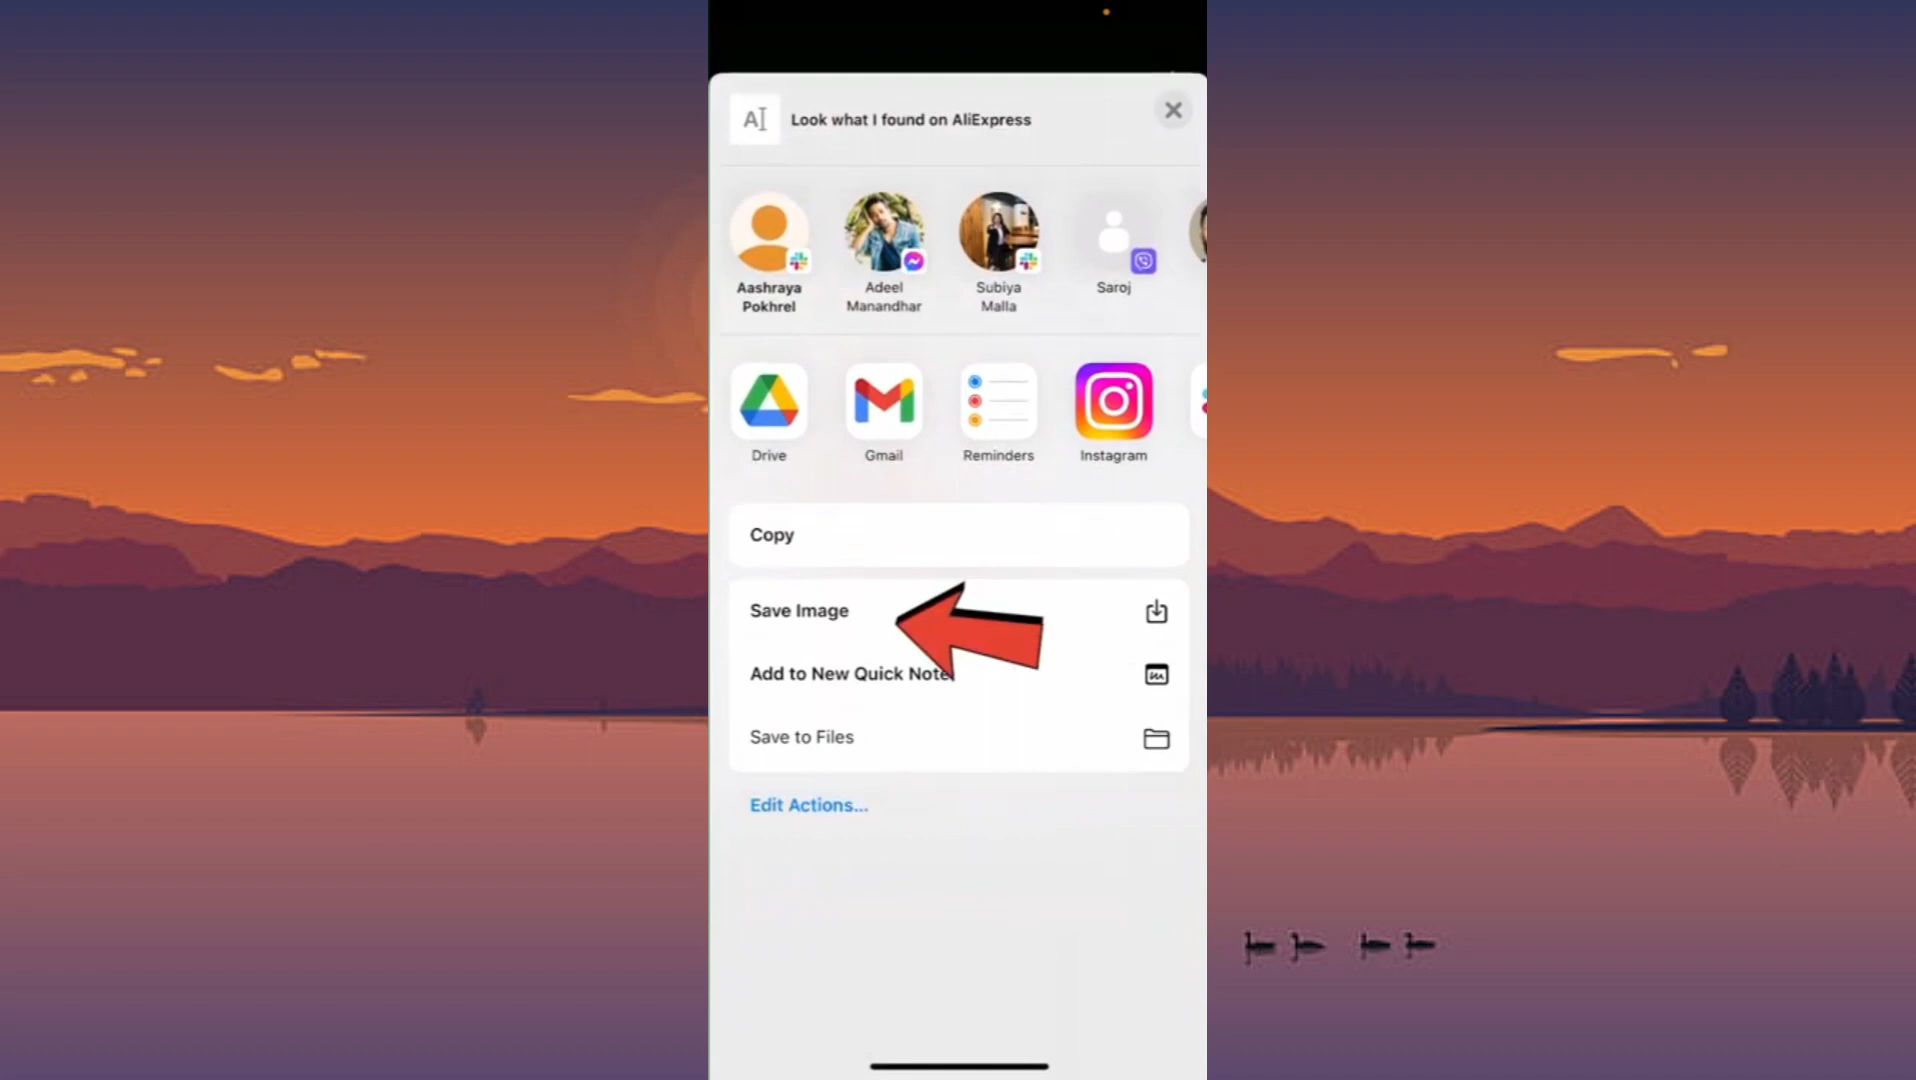 AI
Look what I found on AliExpress
Aashraya
Pokhrel
Adeel
Manandhar
Subiya
Malla
Saroj
Drive
Gmail
Reminders
Instagram
Copy
Save Image
Add to New Quick Note
Save to Files
Edit Actions...